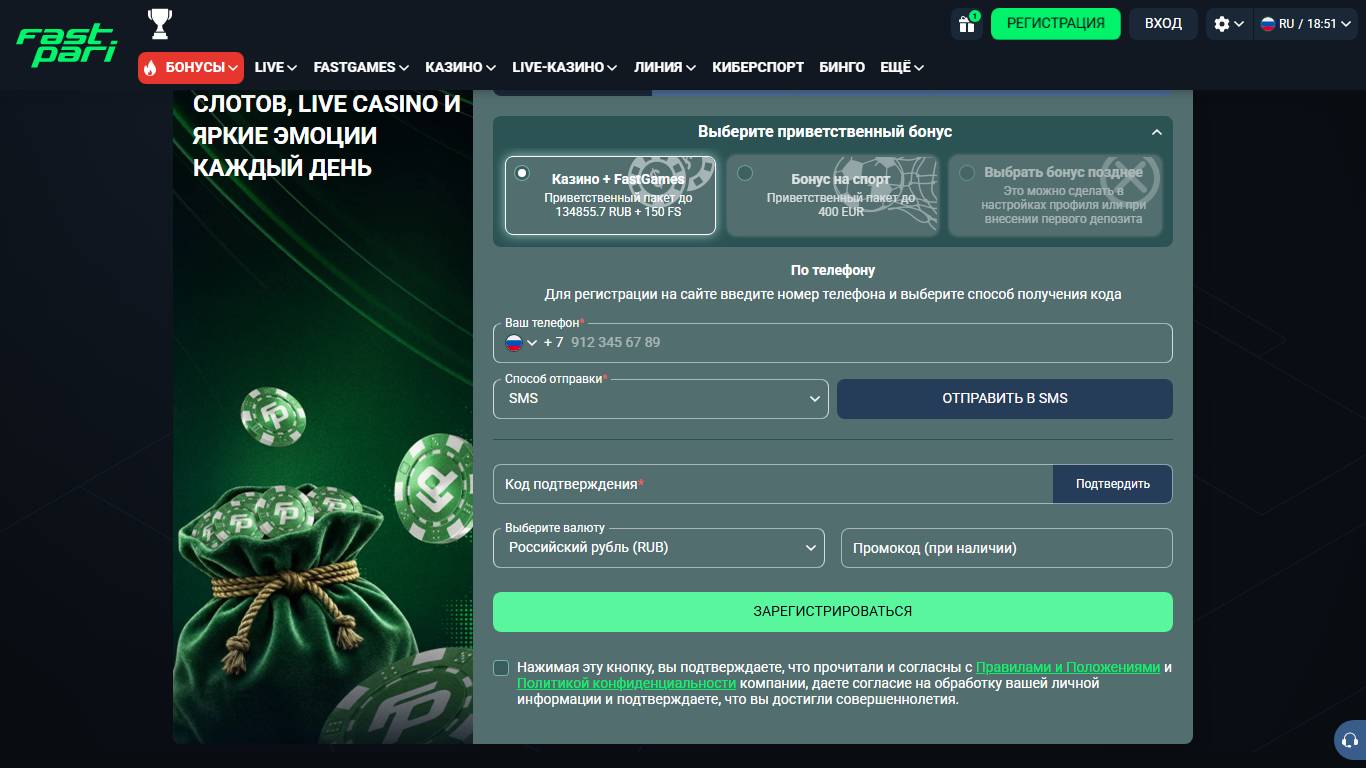 fast pari
1
РЕГИСТРАЦИЯ
ВХОД
RU / 18:51
БОНУСЫ
LIVE
FASTGAMES
КАЗИНО
LIVE-КАЗИНО
ЛИНИЯ
КИБЕРСПОРТ
БИНГО
ЕЩЁ
СЛОТОВ, LIVE CASINO И
ЯРКИЕ ЭМОЦИИ
КАЖДЫЙ ДЕНЬ
FP
FP
FP
FP
FP
Выберите приветственный бонус
Казино + FastGames
Приветственный пакет до
134855.7 RUB + 150 FS
Бонус на спорт
Приветственный пакет до
400 EUR
Выбрать бонус позднее
Это можно сделать в
настройках профиля или при
внесении первого депозита
По телефону
Для регистрации на сайте введите номер телефона и выберите способ получения кода
Ваш телефон*
+ 7 912 345 67 89
Способ отправки*
SMS
ОТПРАВИТЬ В SMS
Код подтверждения*
Подтвердить
Выберите валюту
Российский рубль (RUB)
Промокод (при наличии)
ЗАРЕГИСТРИРОВАТЬСЯ
Нажимая эту кнопку, вы подтверждаете, что прочитали и согласны с Правилами и Положениями и
Политикой конфиденциальности компании, даете согласие на обработку вашей личной
информации и подтверждаете, что вы достигли совершеннолетия.